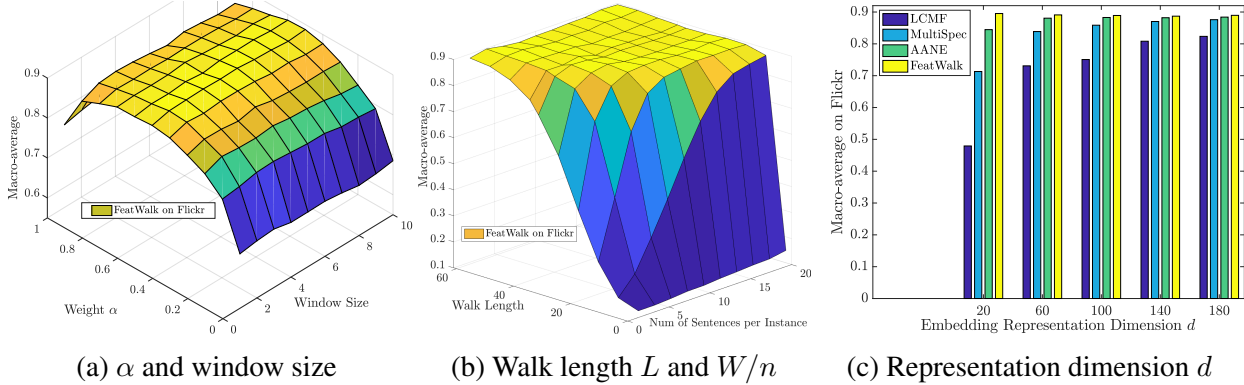 0.9
0.8
0.7
0.6
Macro-average
FeatWalk on Flickr
1
0.8
0.6
0.4
0.2
0
Weight α
0
2
4
6
8
10
Window Size
(a) α and window size
0.9
0.8
0.7
0.6
0.5
0.4
0.3
0.2
0.1
Macro-average
FeatWalk on Flickr
60
40
20
0
Walk Length
0
5
10
15
20
Num of Sentences per Instance
(b) Walk length L and W/n
LCMF
MultiSpec
AANE
FeatWalk
0.9
0.8
0.7
0.6
0.5
0.4
0.3
0.2
0.1
0
Macro-average on Flickr
20 60 100 140 180
Embedding Representation Dimension d
(c) Representation dimension d